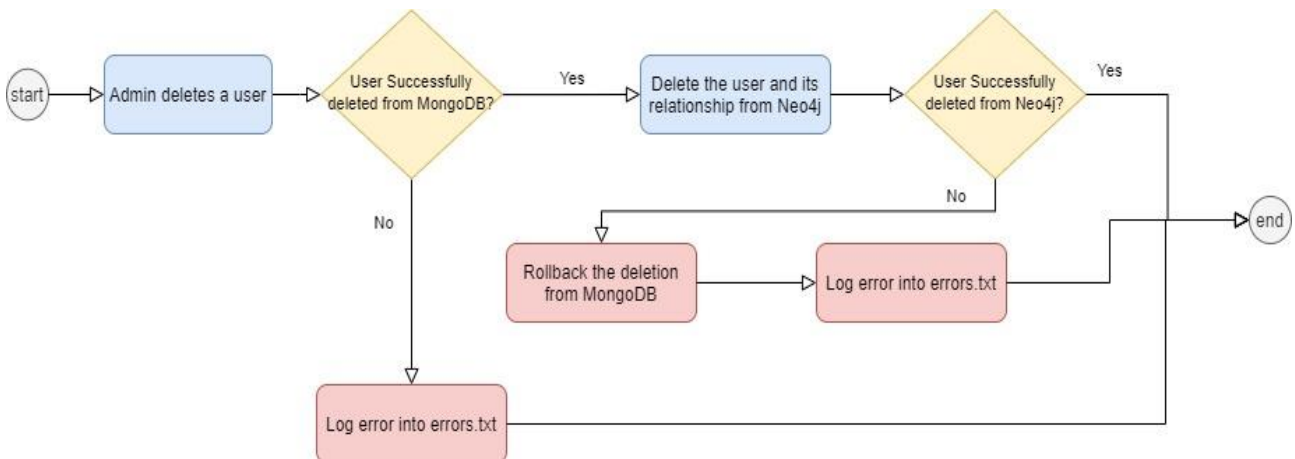 start
Admin deletes a user
User Successfully
deleted from MongoDB?
Yes
Delete the user and its
relationship from Neo4j
User Successfully
deleted from Neo4j?
Yes
No
No
Rollback the deletion
from MongoDB
Log error into errors.txt
end
Log error into errors.txt